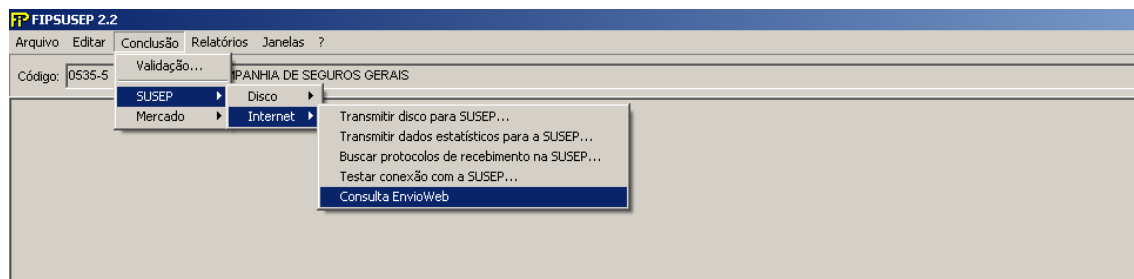 FIPSUSEP 2.2
Arquivo Editar Conclusão Relatórios Janelas ?
Código: 0535-5 MPANHIA DE SEGUROS GERAIS
Validação...
SUSEP
Mercado
Disco
Internet
Transmitir disco para SUSEP...
Transmitir dados estatísticos para a SUSEP...
Buscar protocolos de recebimento na SUSEP...
Testar conexão com a SUSEP...
Consulta EnvioWeb